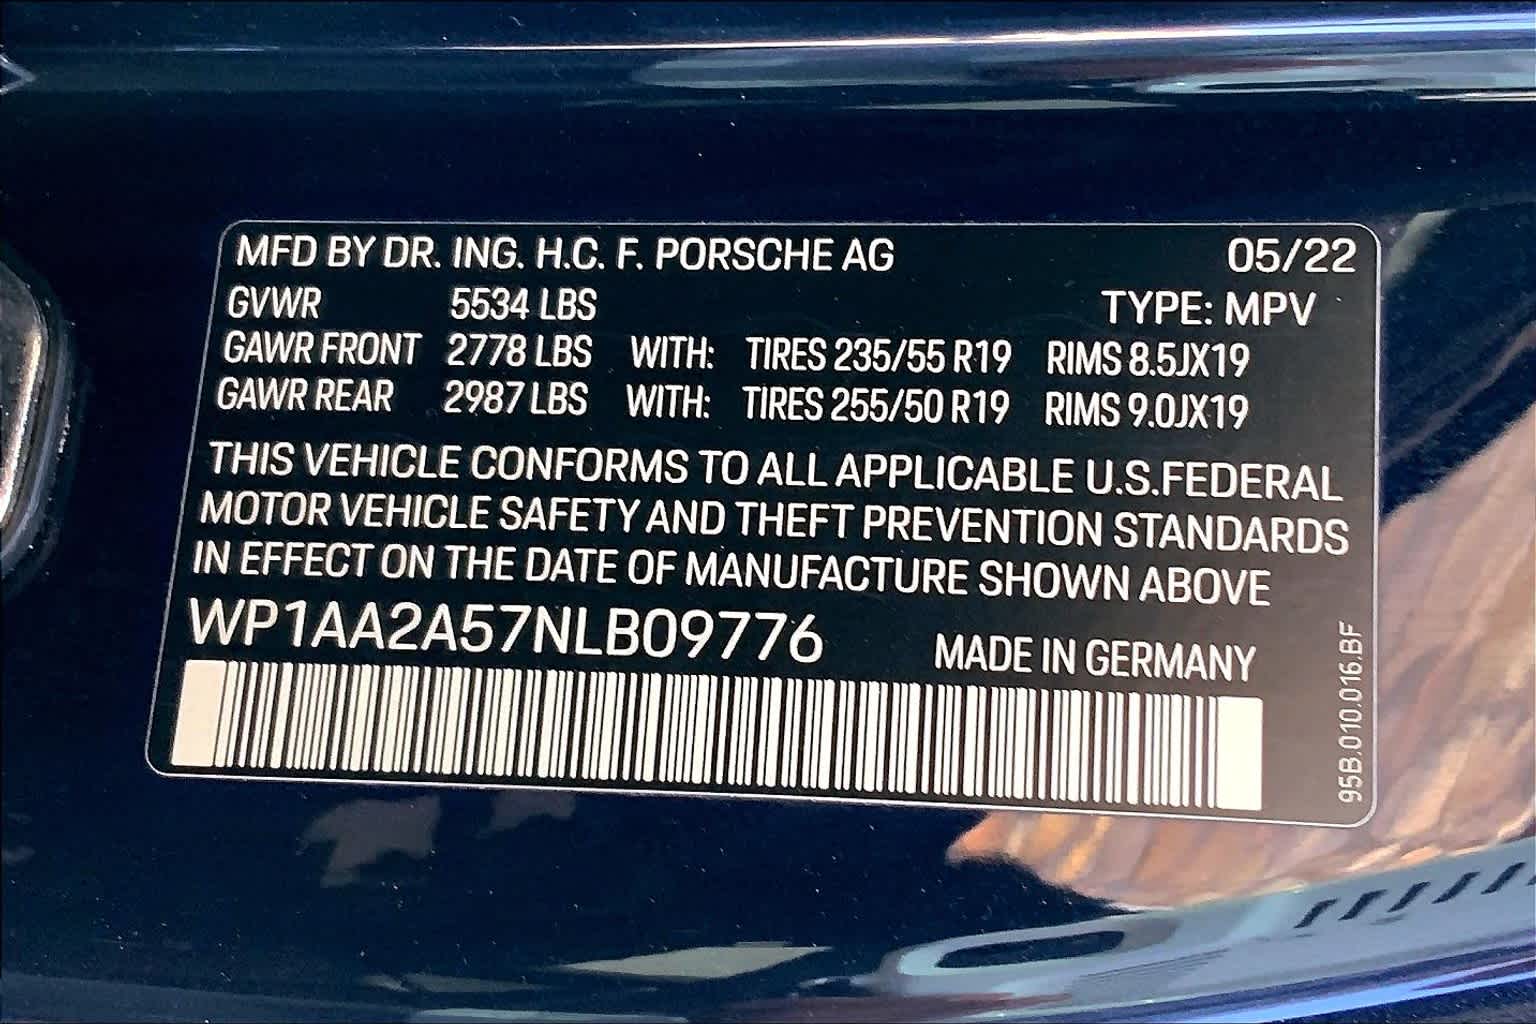 MFD BY DR. ING. H.C. F. PORSCHE AG 05/22
GVWR 5534 LBS TYPE: MPV
GAWR FRONT 2778 LBS WITH: TIRES 235/55 R19 RIMS 8.5JX19
GAWR REAR 2987 LBS WITH: TIRES 255/50 R19 RIMS 9.0JX19
THIS VEHICLE CONFORMS TO ALL APPLICABLE U.S.FEDERAL
MOTOR VEHICLE SAFETY AND THEFT PREVENTION STANDARDS
IN EFFECT ON THE DATE OF MANUFACTURE SHOWN ABOVE
WP1AA2A57NLB09776 MADE IN GERMANY
95B.010.016.BF